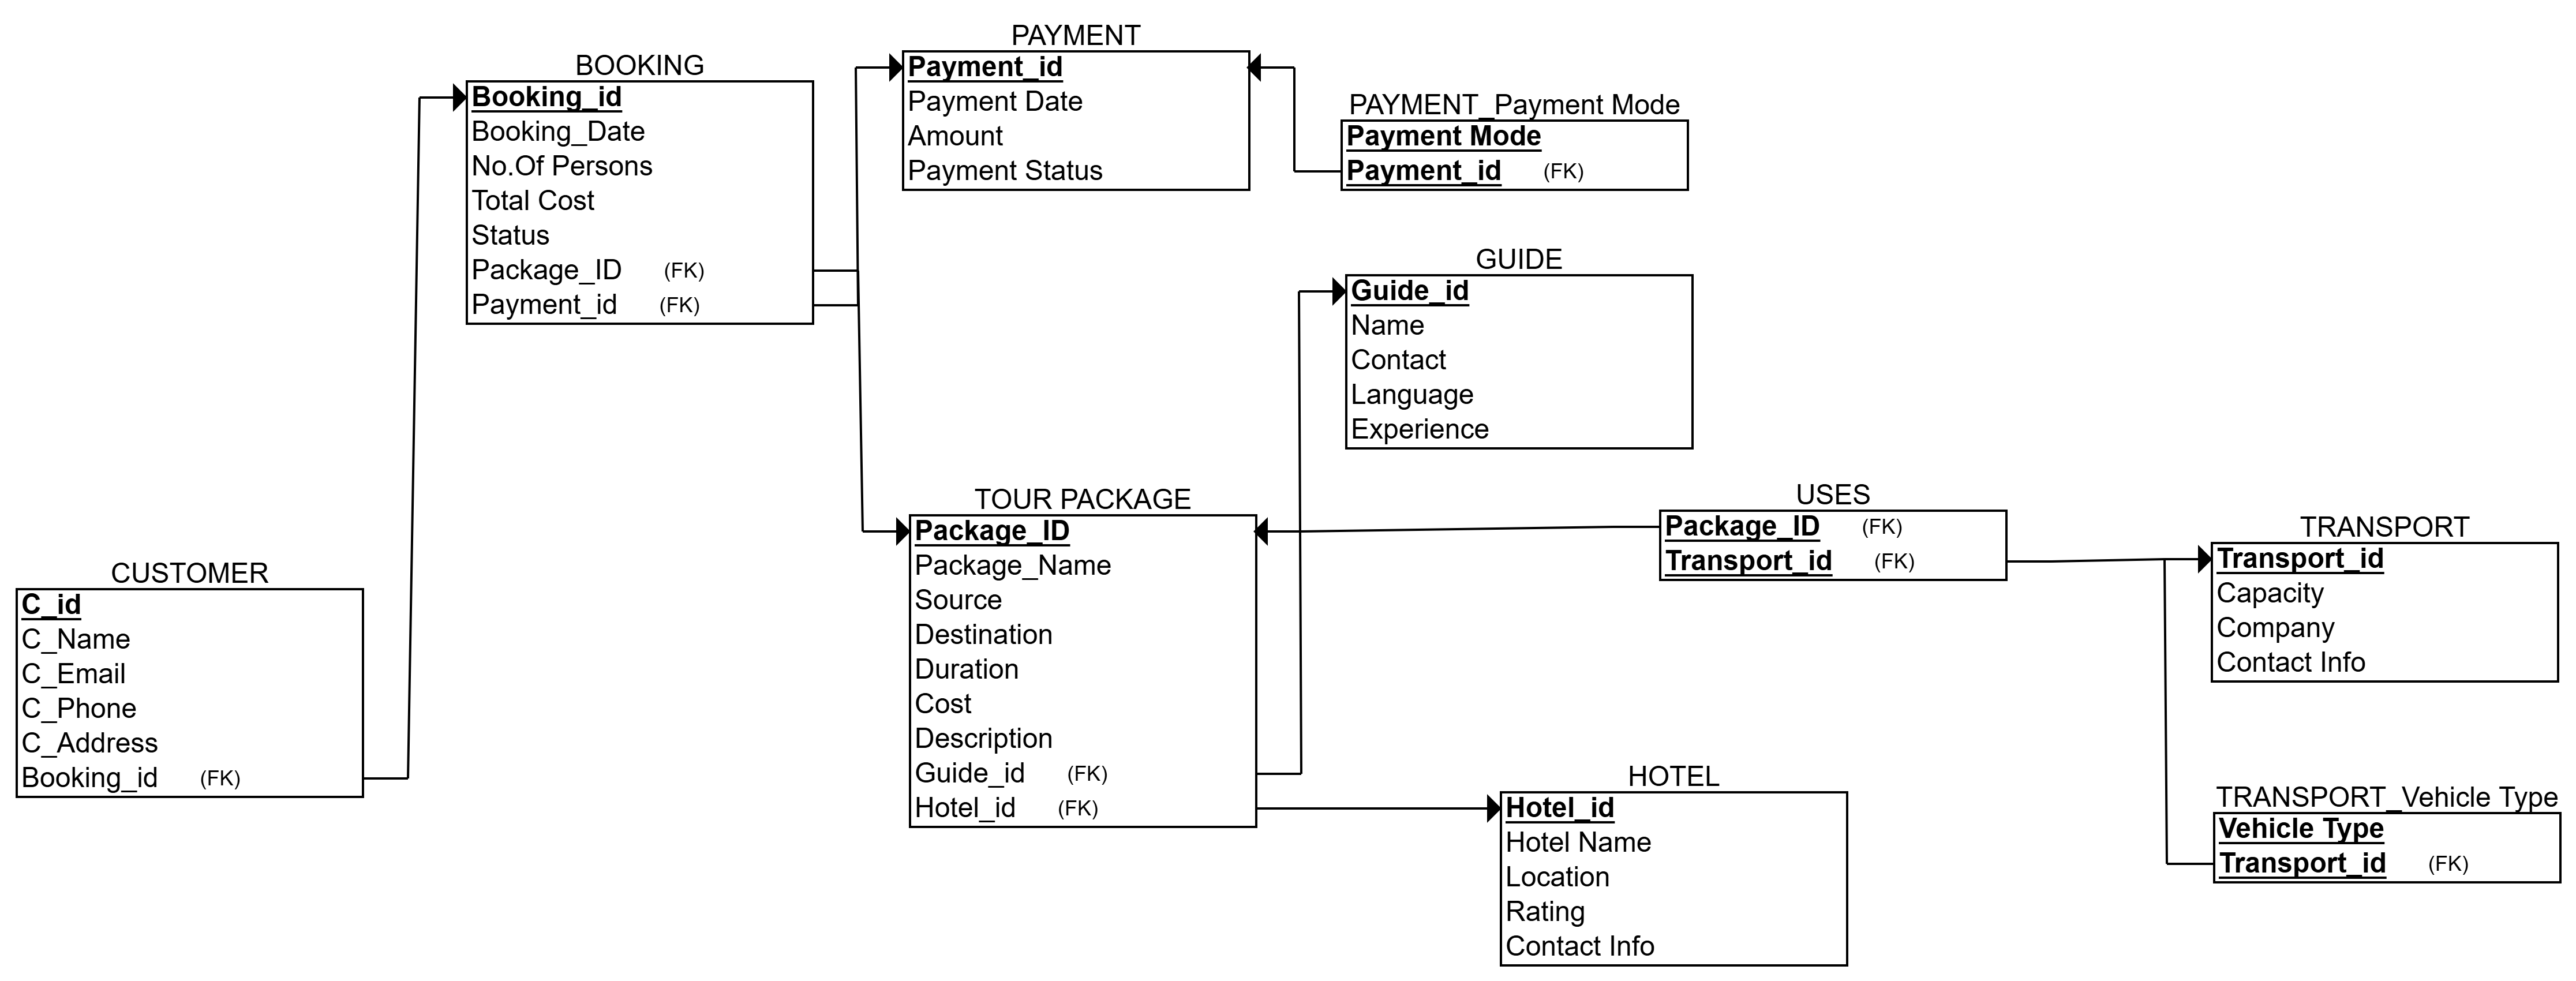 PAYMENT
Payment_id
Payment Date
Amount
Payment Status
BOOKING
Booking_id
Booking_Date
No.Of Persons
Total Cost
Status
Package_ID (FK)
Payment_id (FK)
PAYMENT_Payment Mode
Payment Mode
Payment_id (FK)
GUIDE
Guide_id
Name
Contact
Language
Experience
TOUR PACKAGE
Package_ID
Package_Name
Source
Destination
Duration
Cost
Description
Guide_id (FK)
Hotel_id (FK)
USES
Package_ID (FK)
Transport_id (FK)
TRANSPORT
Transport_id
Capacity
Company
Contact Info
CUSTOMER
C_id
C_Name
C_Email
C_Phone
C_Address
Booking_id (FK)
HOTEL
Hotel_id
Hotel Name
Location
Rating
Contact Info
TRANSPORT_Vehicle Type
Vehicle Type
Transport_id (FK)